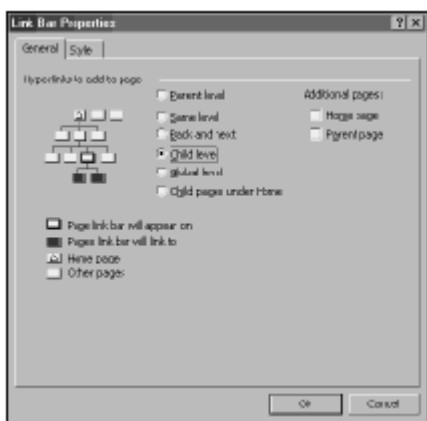 Link Bar Properties
General Style
Hyperlinks to add to page
Parent level
Same level
Back and next
Child level
Global level
Child pages under Home
Additional pages:
Home page
Parent page
Page link bar will appear on
Pages link bar will link to
Home page
Other pages
OK Cancel